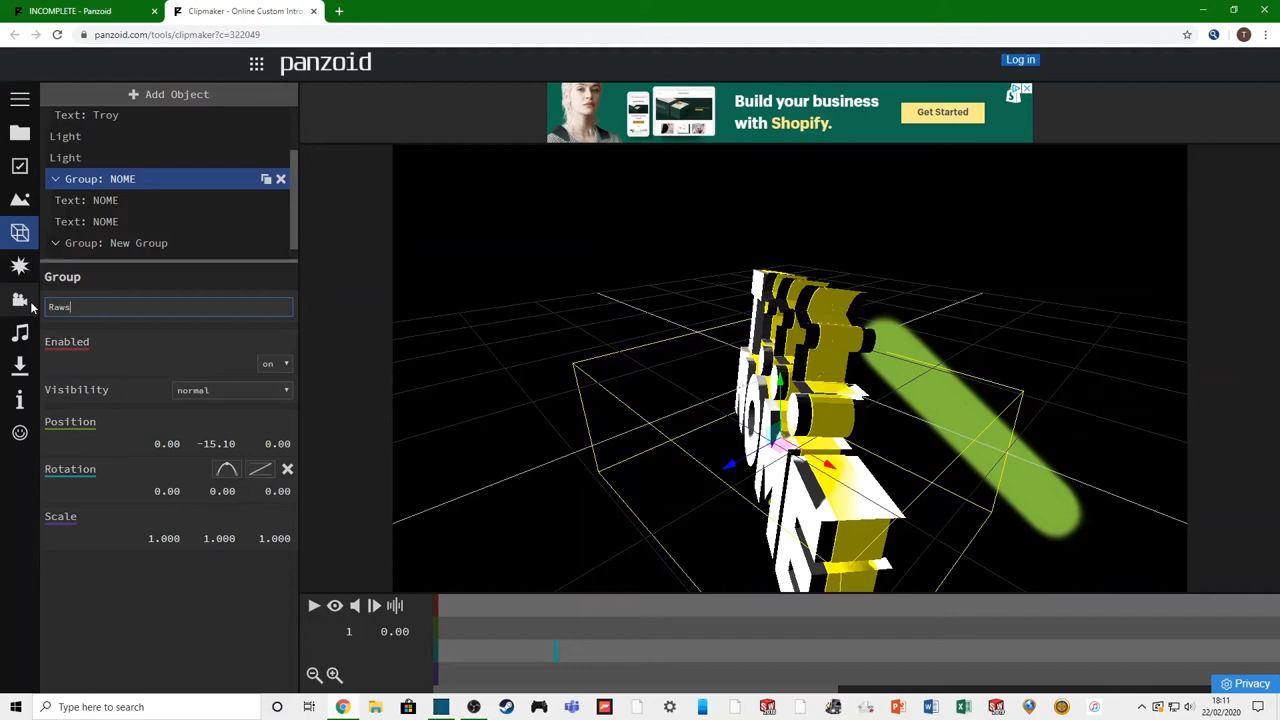 INCOMPLETE - Panzoid
Clipmaker - Online Custom Intro
panzoid.com/tools/clipmaker?c=322049
T
panzoid
Log in
Add Object
Text: Troy
Light
Light
Group: NOME
Text: NOME
Text: NOME
Group: New Group
Build your business
with Shopify.
Get Started
Group
Raws
Enabled
on
Visibility
normal
Position
0.00 -15.10 0.00
Rotation
0.00 0.00 0.00
Scale
1.000 1.000 1.000
1 0.00
Privacy
Type here to search
18:11
22/02/2020